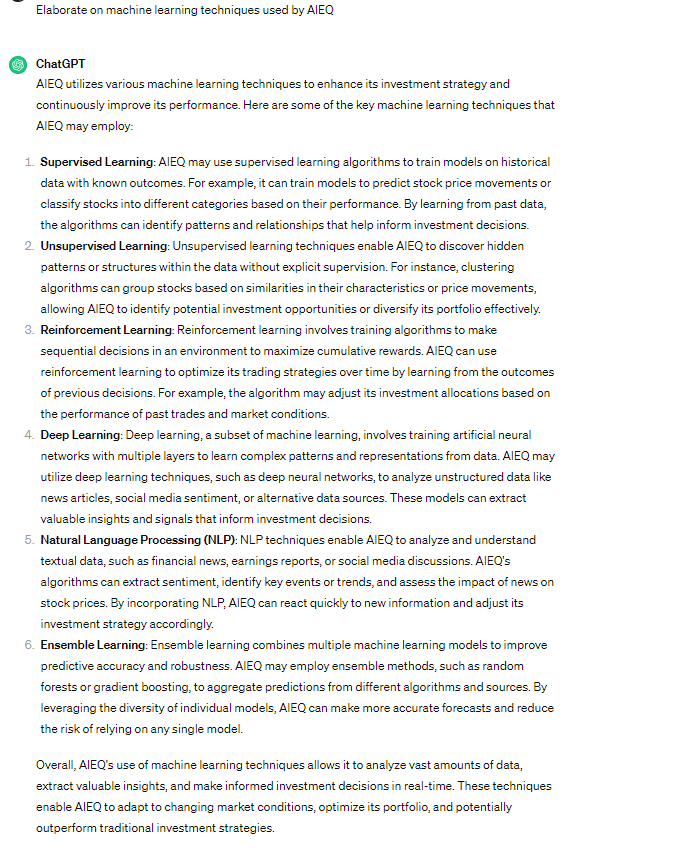 Elaborate on machine learning techniques used by AIEQ
ChatGPT
AIEQ utilizes various machine learning techniques to enhance its investment strategy and
continuously improve its performance. Here are some of the key machine learning techniques that
AIEQ may employ:
1. Supervised Learning: AIEQ may use supervised learning algorithms to train models on historical
data with known outcomes. For example, it can train models to predict stock price movements or
classify stocks into different categories based on their performance. By learning from past data,
the algorithms can identify patterns and relationships that help inform investment decisions.
2. Unsupervised Learning: Unsupervised learning techniques enable AIEQ to discover hidden
patterns or structures within the data without explicit supervision. For instance, clustering
algorithms can group stocks based on similarities in their characteristics or price movements,
allowing AIEQ to identify potential investment opportunities or diversify its portfolio effectively.
3. Reinforcement Learning: Reinforcement learning involves training algorithms to make
sequential decisions in an environment to maximize cumulative rewards. AIEQ can use
reinforcement learning to optimize its trading strategies over time by learning from the outcomes
of previous decisions. For example, the algorithm may adjust its investment allocations based on
the performance of past trades and market conditions.
4. Deep Learning: Deep learning, a subset of machine learning, involves training artificial neural
networks with multiple layers to learn complex patterns and representations from data. AIEQ may
utilize deep learning techniques, such as deep neural networks, to analyze unstructured data like
news articles, social media sentiment, or alternative data sources. These models can extract
valuable insights and signals that inform investment decisions.
5. Natural Language Processing (NLP): NLP techniques enable AIEQ to analyze and understand
textual data, such as financial news, earnings reports, or social media discussions. AIEQ's
algorithms can extract sentiment, identify key events or trends, and assess the impact of news on
stock prices. By incorporating NLP, AIEQ can react quickly to new information and adjust its
investment strategy accordingly.
6. Ensemble Learning: Ensemble learning combines multiple machine learning models to improve
predictive accuracy and robustness. AIEQ may employ ensemble methods, such as random
forests or gradient boosting, to aggregate predictions from different algorithms and sources. By
leveraging the diversity of individual models, AIEQ can make more accurate forecasts and reduce
the risk of relying on any single model.
Overall, AIEQ's use of machine learning techniques allows it to analyze vast amounts of data,
extract valuable insights, and make informed investment decisions in real-time. These techniques
enable AIEQ to adapt to changing market conditions, optimize its portfolio, and potentially
outperform traditional investment strategies.